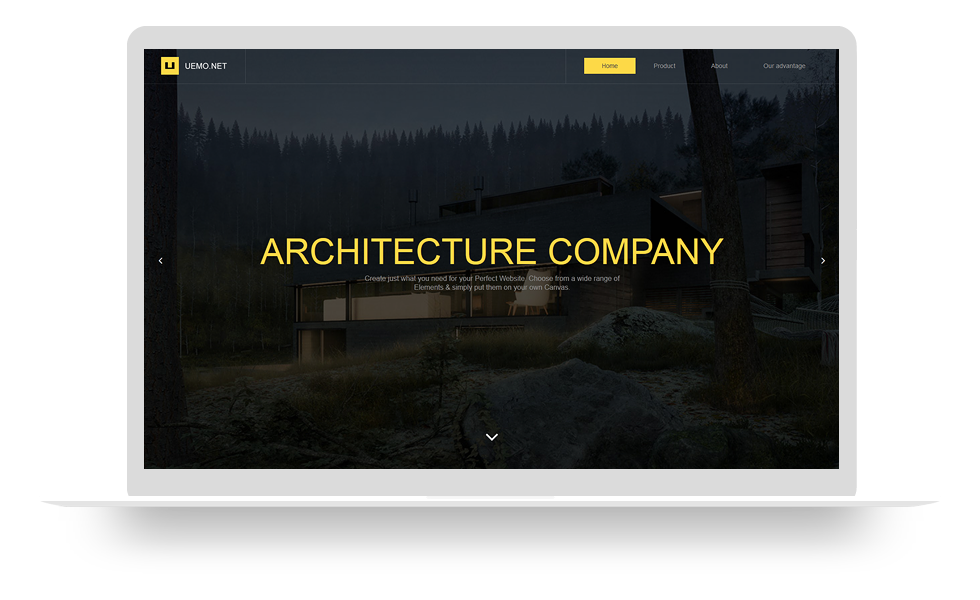 UEMO.NET
Home
Product
About
Our advantage
ARCHITECTURE COMPANY
Create just what you need for your Perfect Website. Choose from a wide range of
Elements & simply put them on your own Canvas.